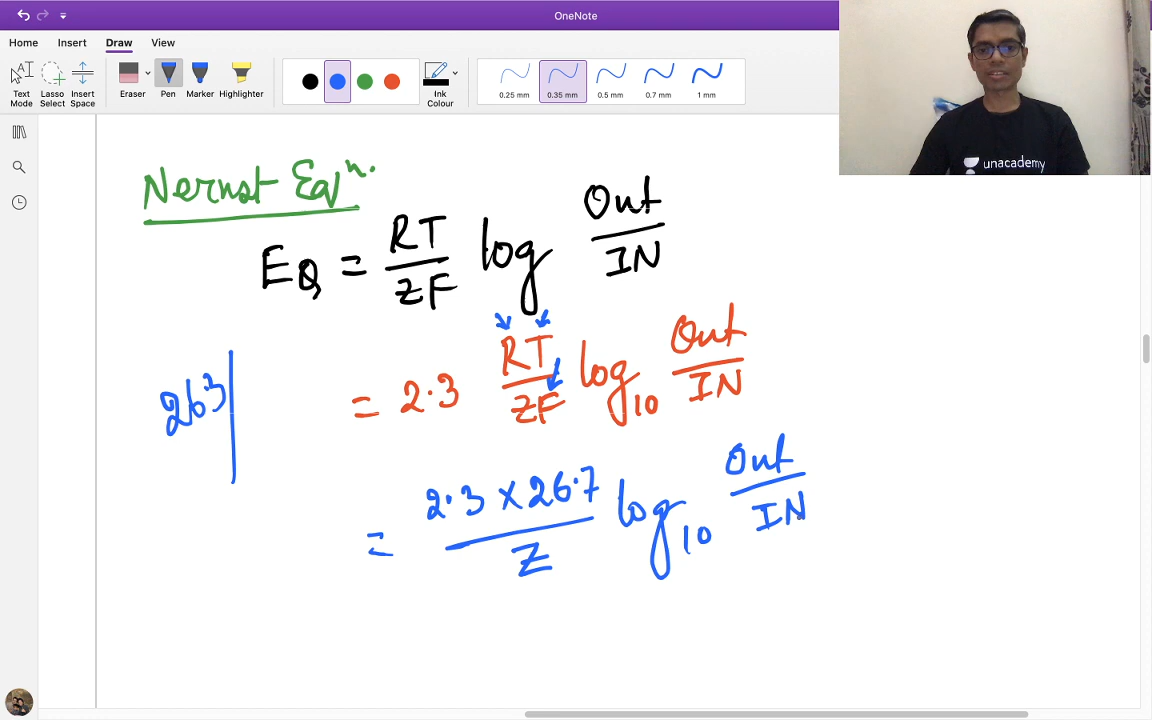 OneNote
Home Insert Draw View
Text Mode Lasso Select Insert Space Eraser Pen Marker Highlighter Ink Colour 0.25 mm 0.35 mm 0.5 mm 0.7 mm 1 mm
unacademy
Nernst Eqⁿ.
EQ = RT/ZF log Out/IN
= 2.3 RT/ZF log₁₀ Out/IN
263
= 2.3 × 26.7/Z log₁₀ Out/IN